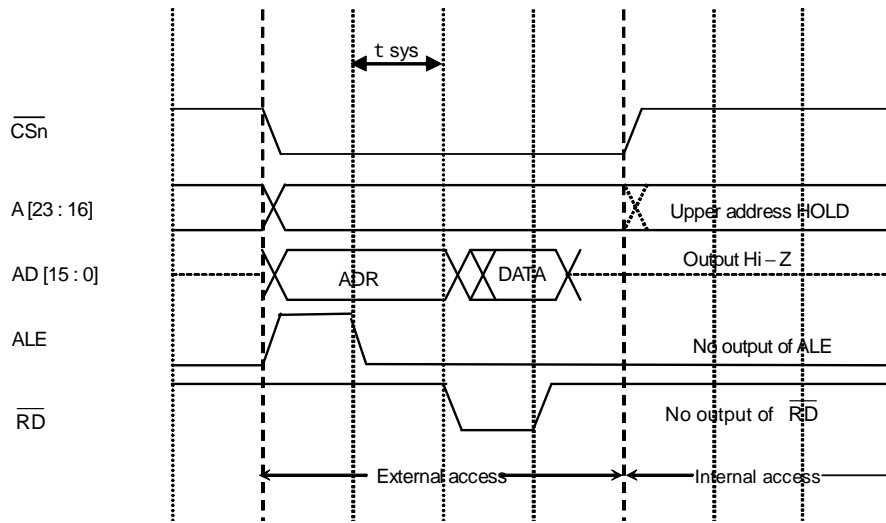 t sys
CSn
A [23 : 16]
Upper address HOLD
AD [15 : 0]
ADR
DATA
Output Hi – Z
ALE
No output of ALE
RD
No output of RD
External access
Internal access